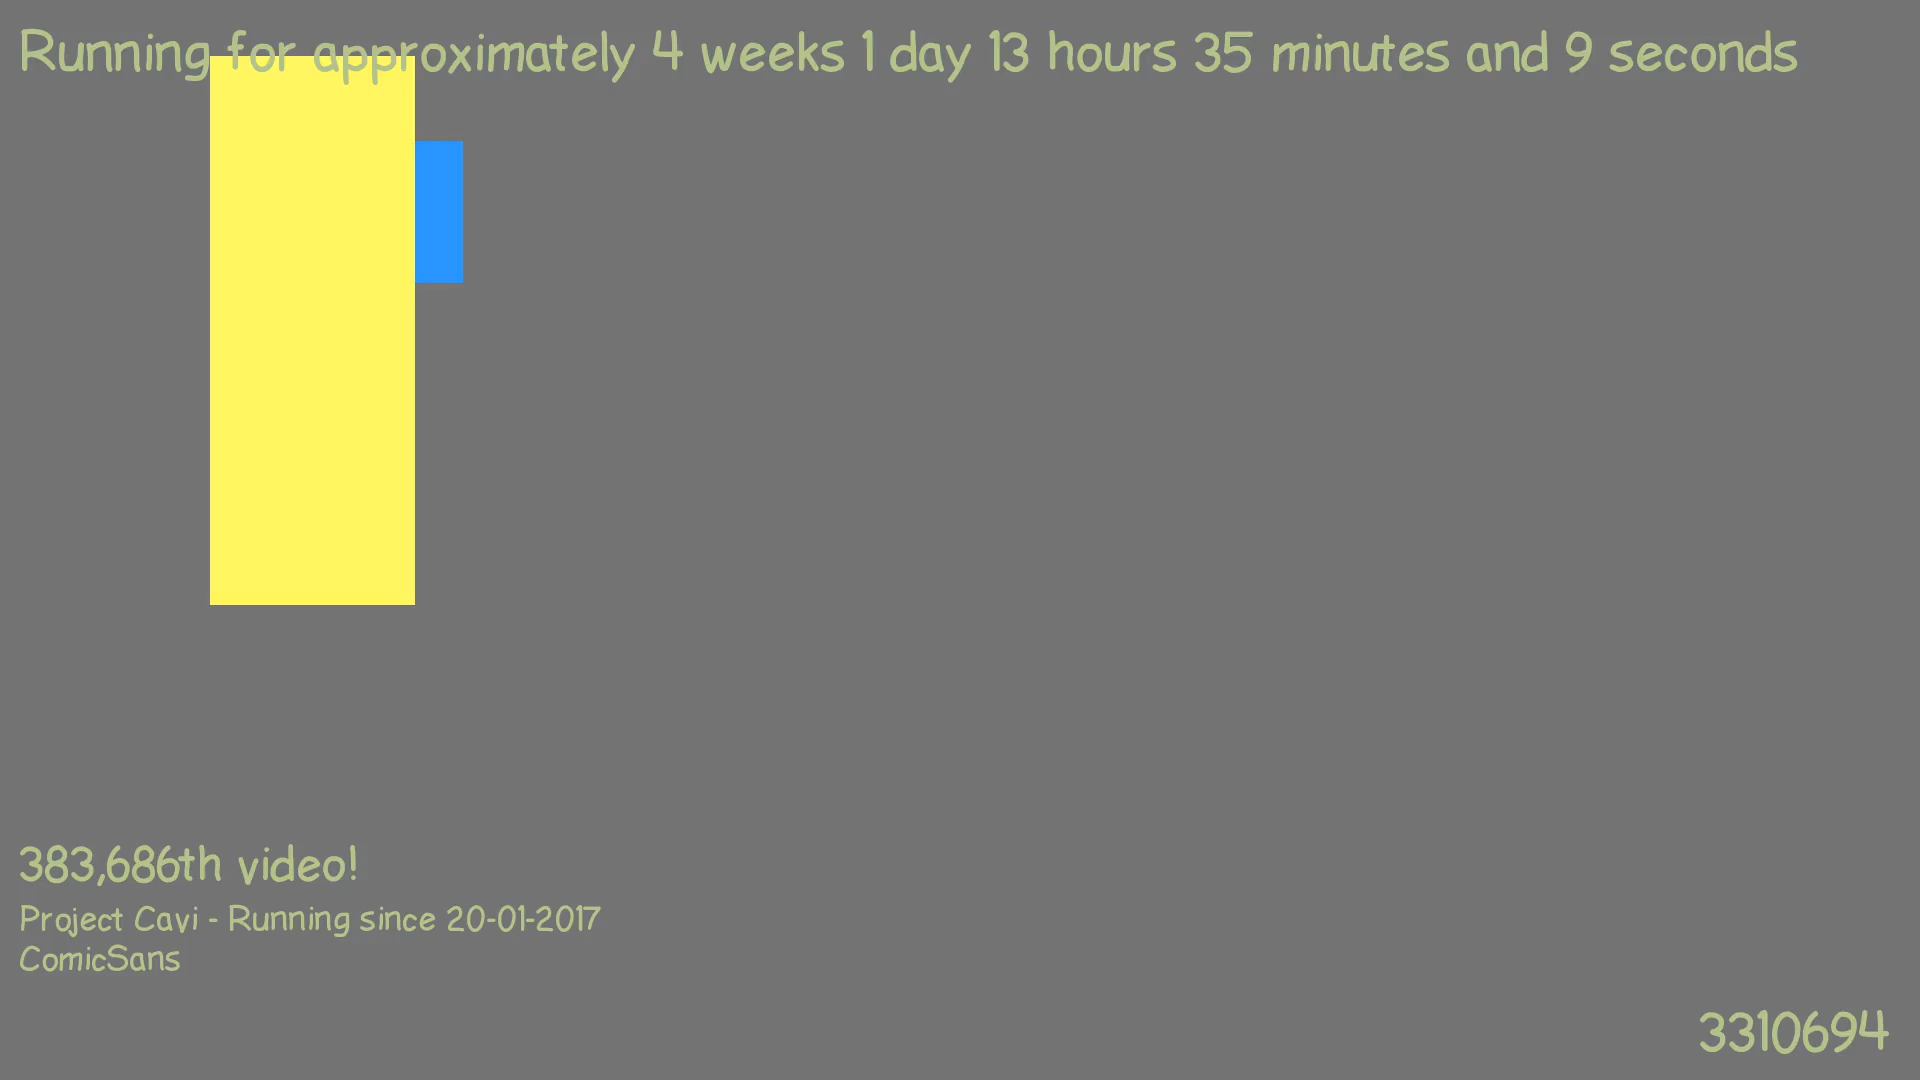 Running for approximately 4 weeks 1 day 13 hours 35 minutes and 9 seconds
383,686th video!
Project Cavi - Running since 20-01-2017
ComicSans
3310694